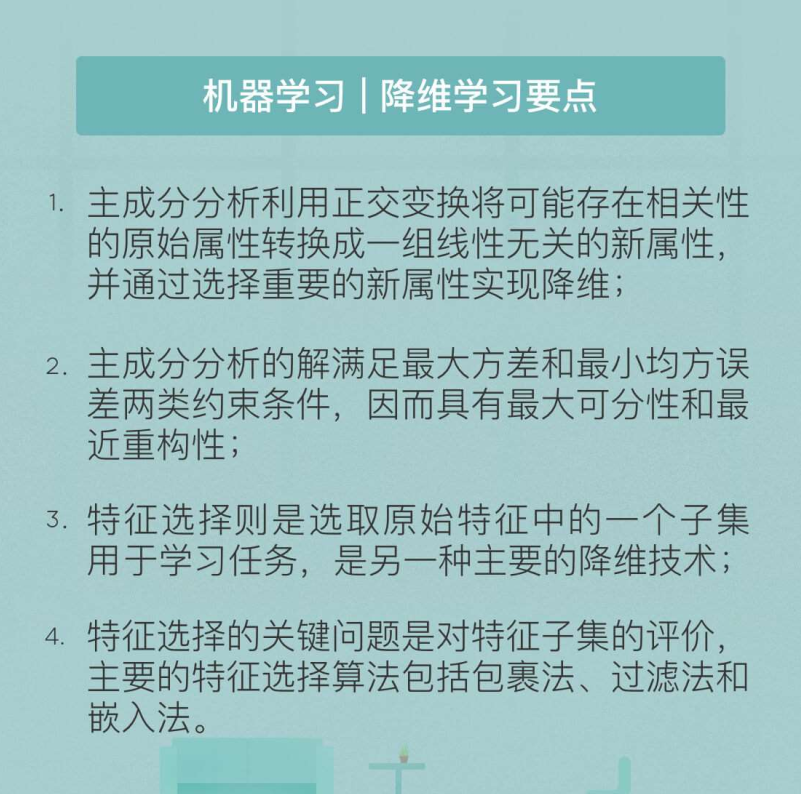 机器学习 | 降维学习要点
1. 主成分分析利用正交变换将可能存在相关性
的原始属性转换成一组线性无关的新属性，
并通过选择重要的新属性实现降维；
2. 主成分分析的解满足最大方差和最小均方误
差两类约束条件，因而具有最大可分性和最
近重构性；
3. 特征选择则是选取原始特征中的一个子集
用于学习任务，是另一种主要的降维技术；
4. 特征选择的关键问题是对特征子集的评价，
主要的特征选择算法包括包裹法、过滤法和
嵌入法。